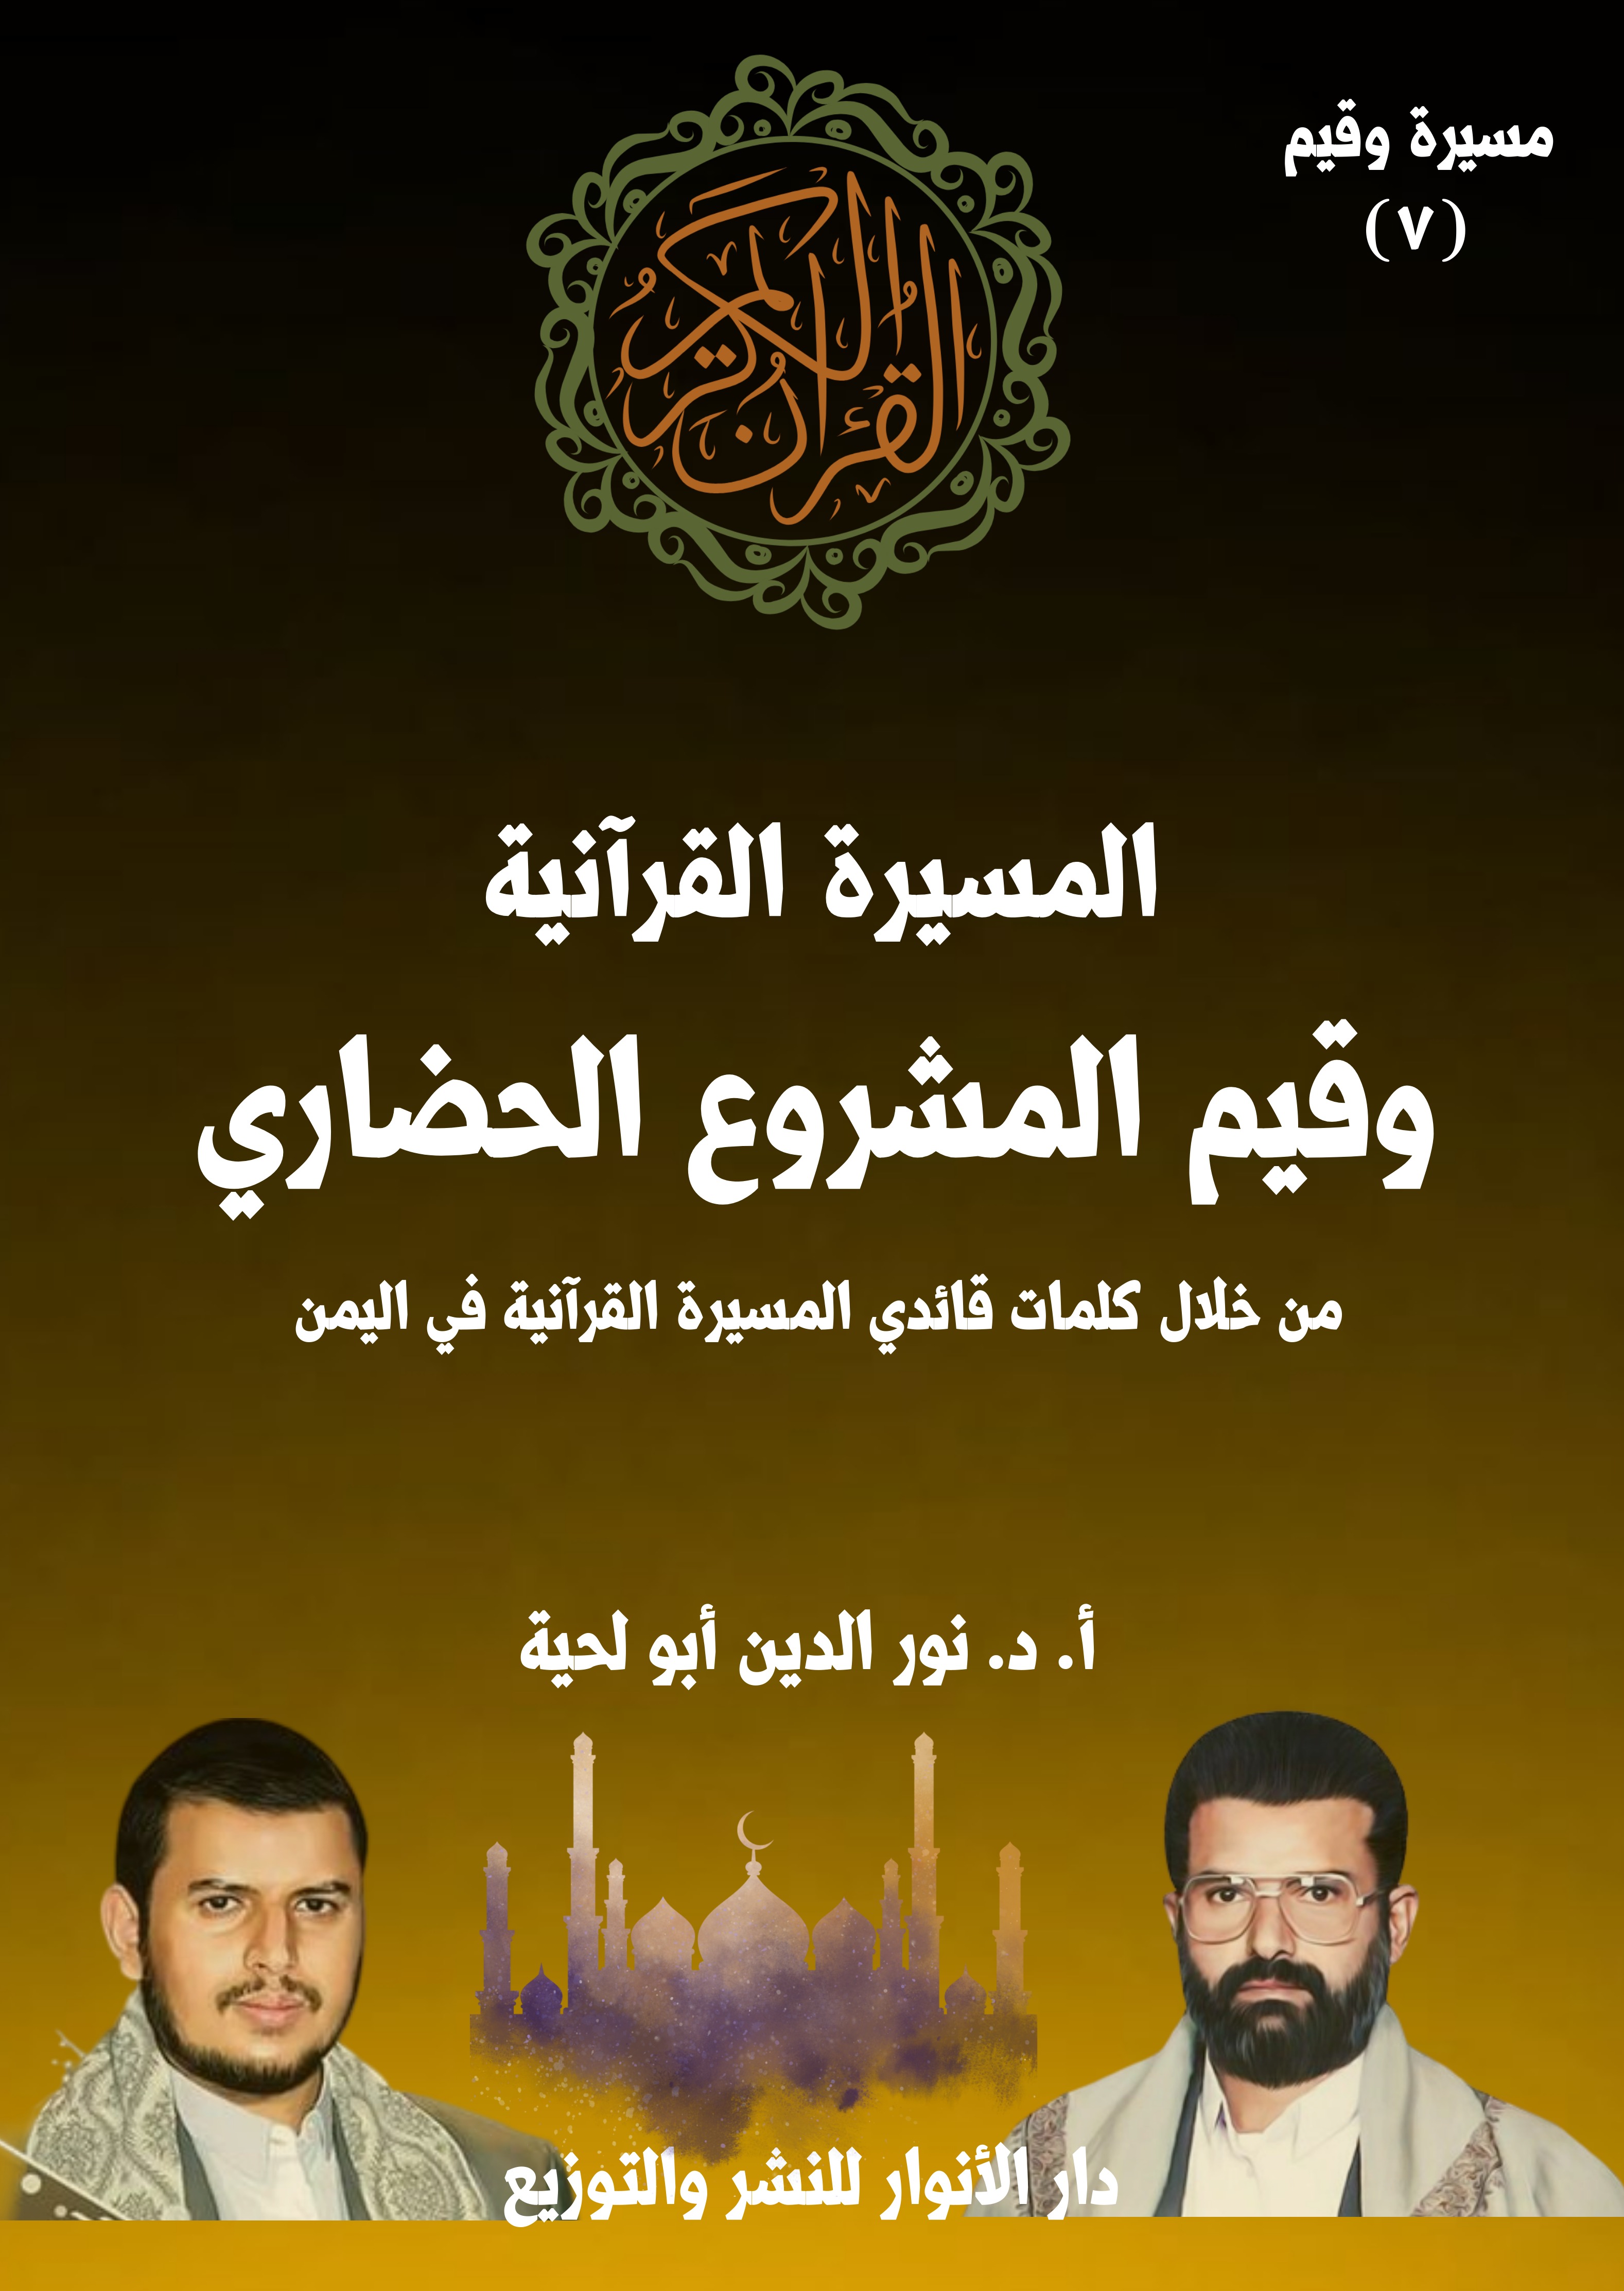 مسيرة وقيم
(٧)
القرآن الكريم
المسيرة القرآنية
وقيم المشروع الحضاري
من خلال كلمات قائدي المسيرة القرآنية في اليمن
أ. د. نور الدين أبو لحية
دار الأنوار للنشر والتوزيع